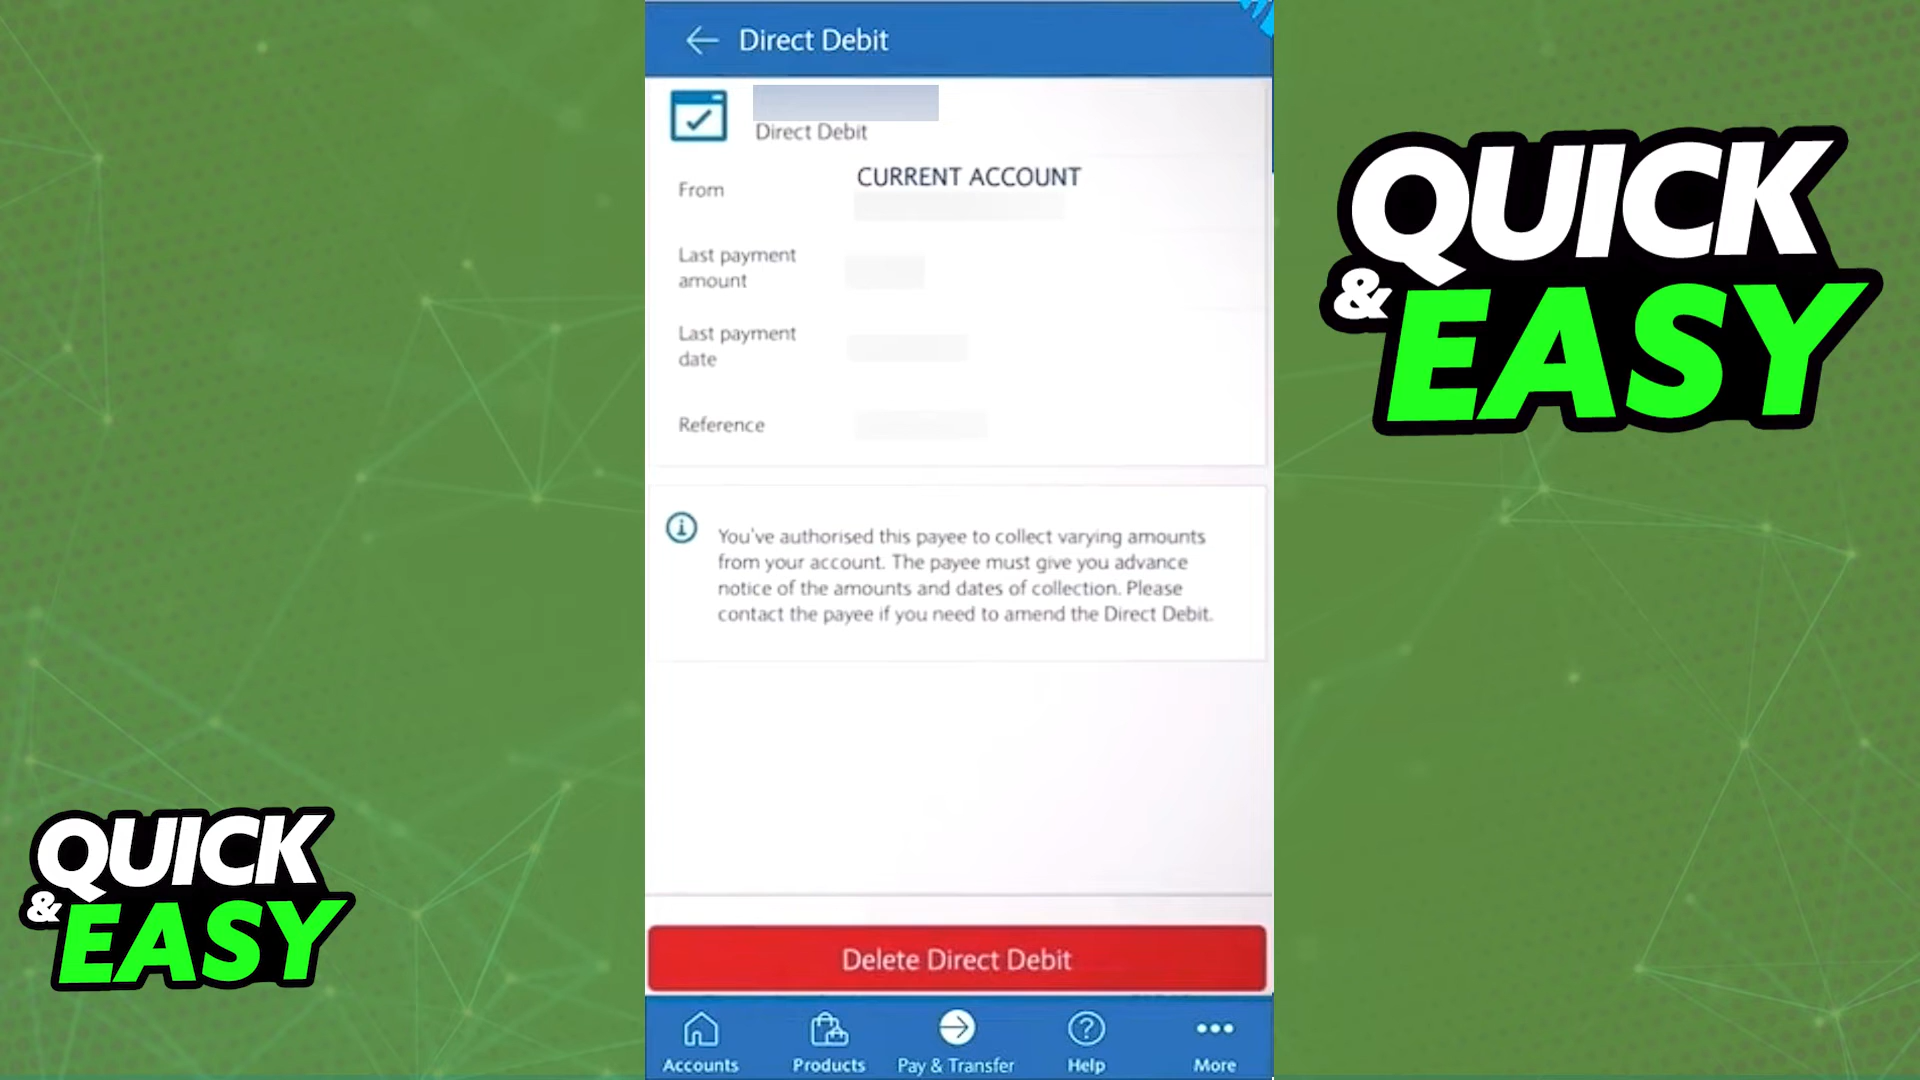 Direct Debit
Direct Debit
From
CURRENT ACCOUNT
Last payment
amount
Last payment
date
Reference
You've authorised this payee to collect varying amounts
from your account. The payee must give you advance
notice of the amounts and dates of collection. Please
contact the payee if you need to amend the Direct Debit.
Delete Direct Debit
Accounts
Products
Pay & Transfer
Help
More
QUICK
& EASY
QUICK
& EASY